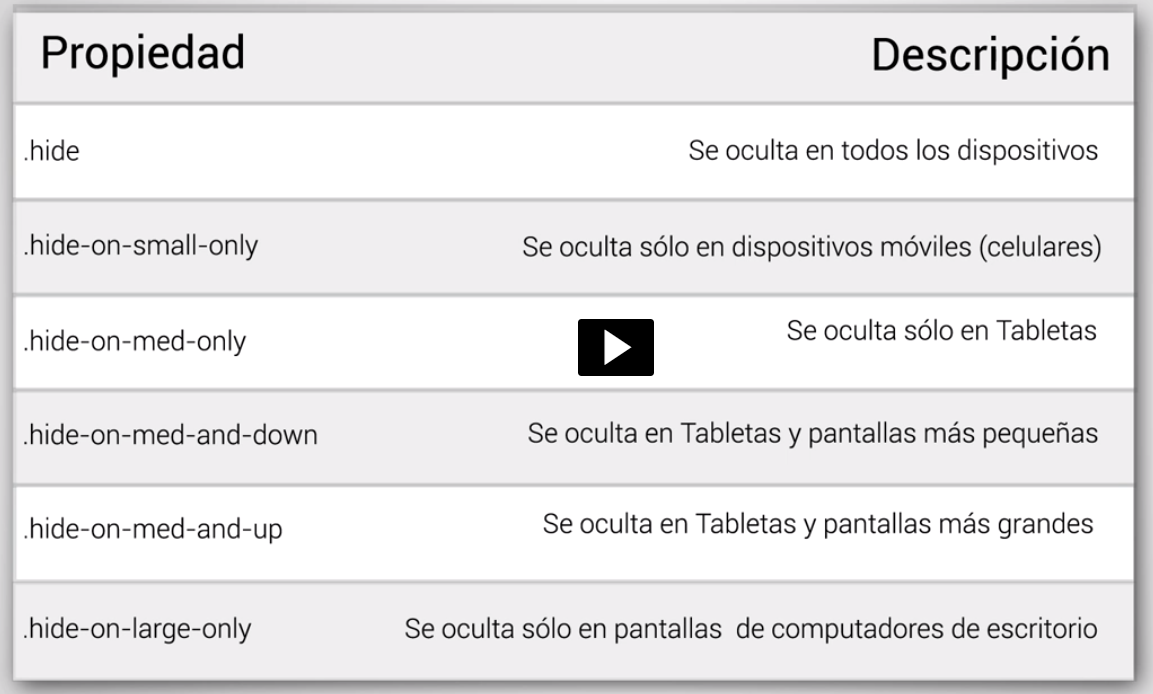 Propiedad Descripción
.hide Se oculta en todos los dispositivos
.hide-on-small-only Se oculta sólo en dispositivos móviles (celulares)
.hide-on-med-only Se oculta sólo en Tabletas
.hide-on-med-and-down Se oculta en Tabletas y pantallas más pequeñas
.hide-on-med-and-up Se oculta en Tabletas y pantallas más grandes
.hide-on-large-only Se oculta sólo en pantallas de computadores de escritorio